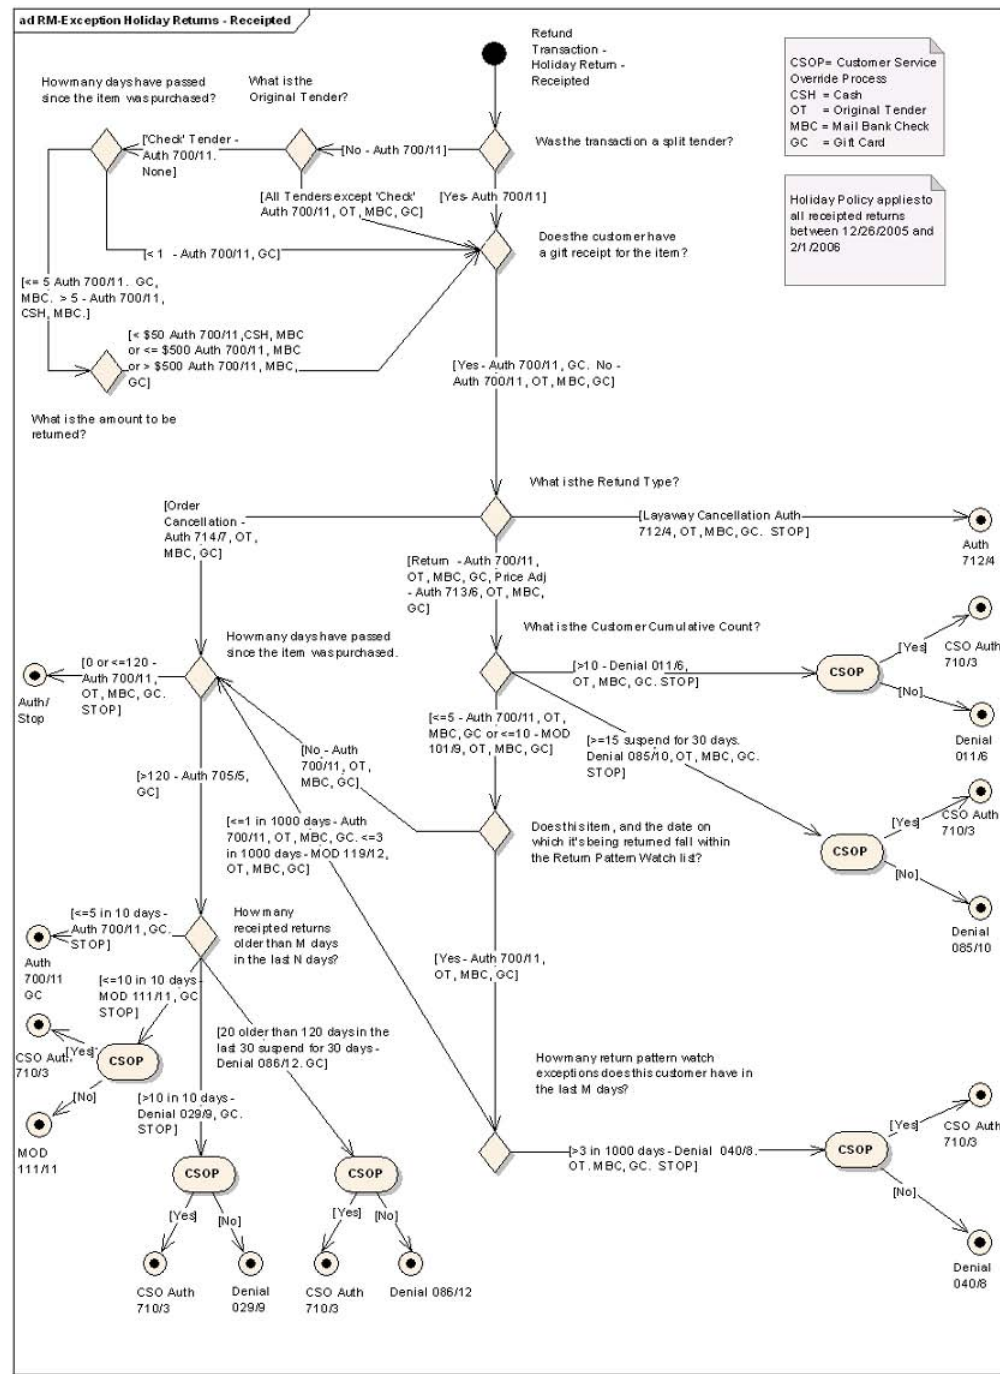 ad RM-Exception Holiday Returns - Receipted
Refund
Transaction -
Holiday Return -
Receipted
CSOP= Customer Service
Override Process
CSH = Cash
OT = Original Tender
MBC = Mail Bank Check
GC = Gift Card
How many days have passed
since the item was purchased?
What is the
Original Tender?
Was the transaction a split tender?
['Check' Tender -
Auth 700/11.
None]
[No - Auth 700/11]
[All Tenders except 'Check'
Auth 700/11, OT, MBC, GC]
[Yes- Auth 700/11]
Holiday Policy applies to
all receipted returns
between 12/26/2005 and
2/1/2006
Does the customer have
a gift receipt for the item?
[< 1 - Auth 700/11, GC]
[<= 5 Auth 700/11. GC,
MBC. > 5 - Auth 700/11,
CSH, MBC.]
[< $50 Auth 700/11,CSH, MBC
or <= $500 Auth 700/11, MBC
or > $500 Auth 700/11, MBC,
GC]
What is the amount to be
returned?
[Yes - Auth 700/11, GC. No -
Auth 700/11, OT, MBC, GC]
What is the Refund Type?
[Order
Cancellation -
Auth 714/7, OT,
MBC, GC]
[Layaway Cancellation Auth
712/4, OT, MBC, GC. STOP]
Auth
712/4
[Return - Auth 700/11,
OT, MBC, GC, Price Adj
- Auth 713/6, OT, MBC,
GC]
What is the Customer Cumulative Count?
How many days have passed
since the item was purchased.
[0 or <=120 -
Auth 700/11,
OT, MBC, GC.
STOP]
Auth/
Stop
[>10 - Denial 011/6,
OT, MBC, GC. STOP]
CSOP
[Yes]
CSO Auth
710/3
[No]
Denial
011/6
[<=5 - Auth 700/11, OT,
MBC, GC or <=10 - MOD
101/9, OT, MBC, GC]
[>=15 suspend for 30 days.
Denial 085/10, OT, MBC, GC.
STOP]
[No - Auth
700/11, OT,
MBC, GC]
[>120 - Auth 705/5,
GC]
[<=1 in 1000 days - Auth
700/11, OT, MBC, GC. <=3
in 1000 days - MOD 119/12,
OT, MBC, GC]
Does this item, and the date on
which it's being returned fall within
the Return Pattern Watch list?
CSOP
[Yes]
CSO Auth
710/3
[No]
Denial
085/10
[<=5 in 10 days -
Auth 700/11, GC.
STOP]
How many
receipted returns
older than M days
in the last N days?
Auth
700/11
GC
[<=10 in 10 days -
MOD 111/11, GC
STOP]
[Yes - Auth 700/11,
OT, MBC, GC]
[20 older than 120 days in the
last 30 suspend for 30 days -
Denial 086/12. GC]
CSO Auth
710/3
[Yes]
CSOP
[No]
MOD
111/11
[>10 in 10 days -
Denial 029/9, GC.
STOP]
How many return pattern watch
exceptions does this customer have in
the last M days?
[>3 in 1000 days - Denial 040/8.
OT. MBC, GC. STOP]
CSOP
[Yes]
CSO Auth
710/3
[No]
Denial
040/8
CSOP
CSOP
[Yes]
[No]
[Yes]
[No]
CSO Auth
710/3
Denial
029/9
CSO Auth
710/3
Denial 086/12